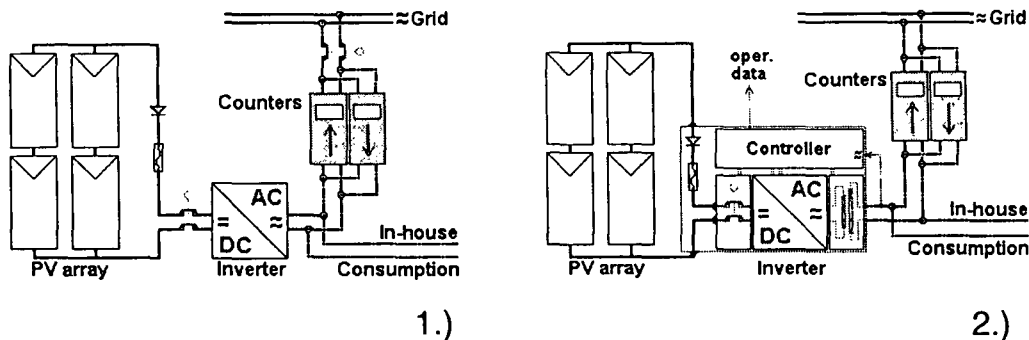 ≈Grid
Counters
AC
=
≈
DC
In-house
PV array
Inverter
Consumption
1.)
≈Grid
oper.
data
Counters
Controller
≈
AC
=
≈
DC
In-house
PV array
Inverter
Consumption
2.)